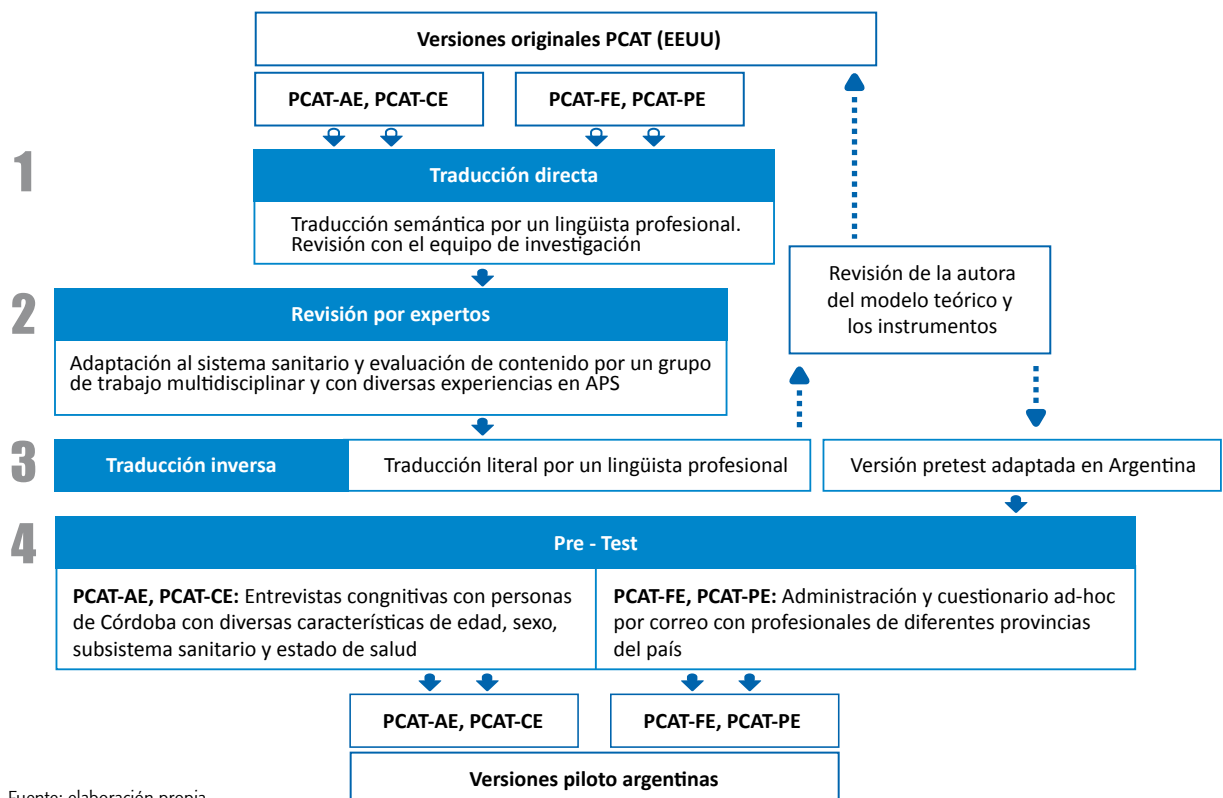 Versiones originales PCAT (EEUU)
PCAT-AE, PCAT-CE
PCAT-FE, PCAT-PE
1
Traducción directa
Traducción semántica por un lingüista profesional.
Revisión con el equipo de investigación
Revisión de la autora
del modelo teórico y
los instrumentos
2
Revisión por expertos
Adaptación al sistema sanitario y evaluación de contenido por un grupo
de trabajo multidisciplinar y con diversas experiencias en APS
3
Traducción inversa
Traducción literal por un lingüista profesional
Versión pretest adaptada en Argentina
4
Pre - Test
PCAT-AE, PCAT-CE: Entrevistas congnitivas con personas
de Córdoba con diversas características de edad, sexo,
subsistema sanitario y estado de salud
PCAT-FE, PCAT-PE: Administración y cuestionario ad-hoc
por correo con profesionales de diferentes provincias
del país
PCAT-AE, PCAT-CE
PCAT-FE, PCAT-PE
Versiones piloto argentinas
Fuente: elaboración propia